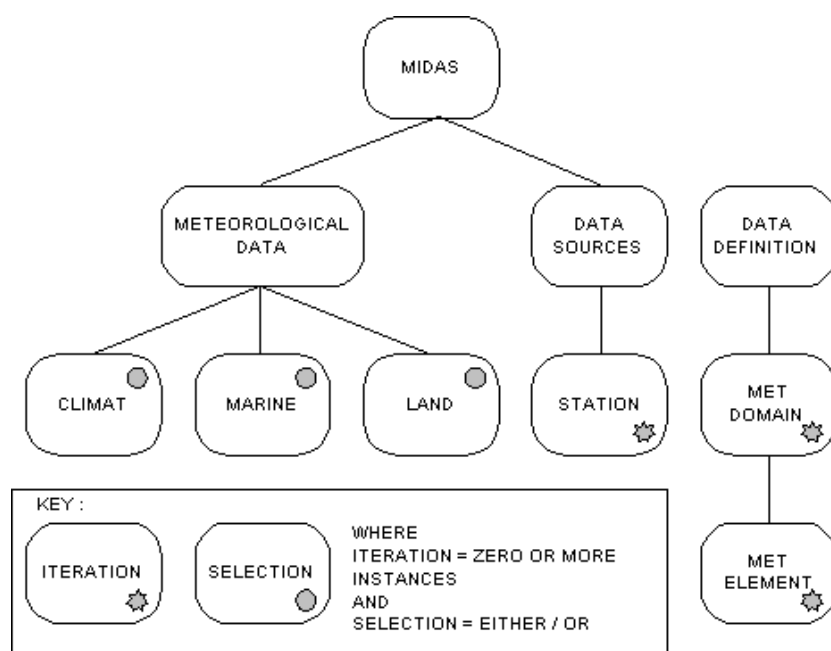 MIDAS
METEOROLOGICAL
DATA
DATA
SOURCES
DATA
DEFINITION
CLIMAT
MARINE
LAND
STATION
MET
DOMAIN
KEY :
ITERATION
SELECTION
WHERE
ITERATION = ZERO OR MORE
INSTANCES
AND
SELECTION = EITHER / OR
MET
ELEMENT